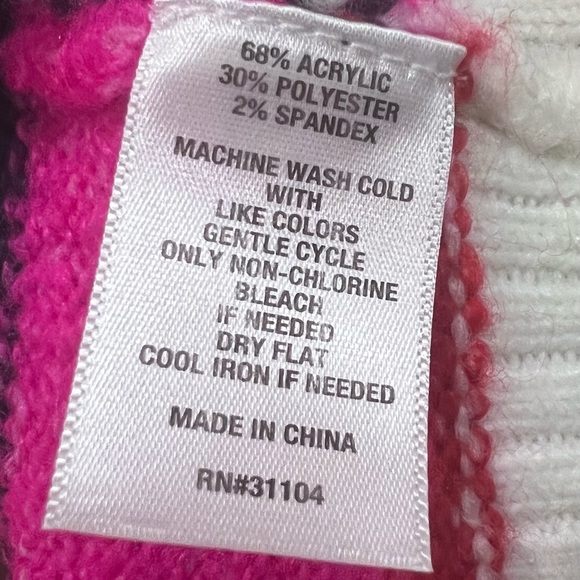 68% ACRYLIC
30% POLYESTER
2% SPANDEX
MACHINE WASH COLD
WITH
LIKE COLORS
GENTLE CYCLE
ONLY NON-CHLORINE
BLEACH
IF NEEDED
DRY FLAT
COOL IRON IF NEEDED
MADE IN CHINA
RN#31104